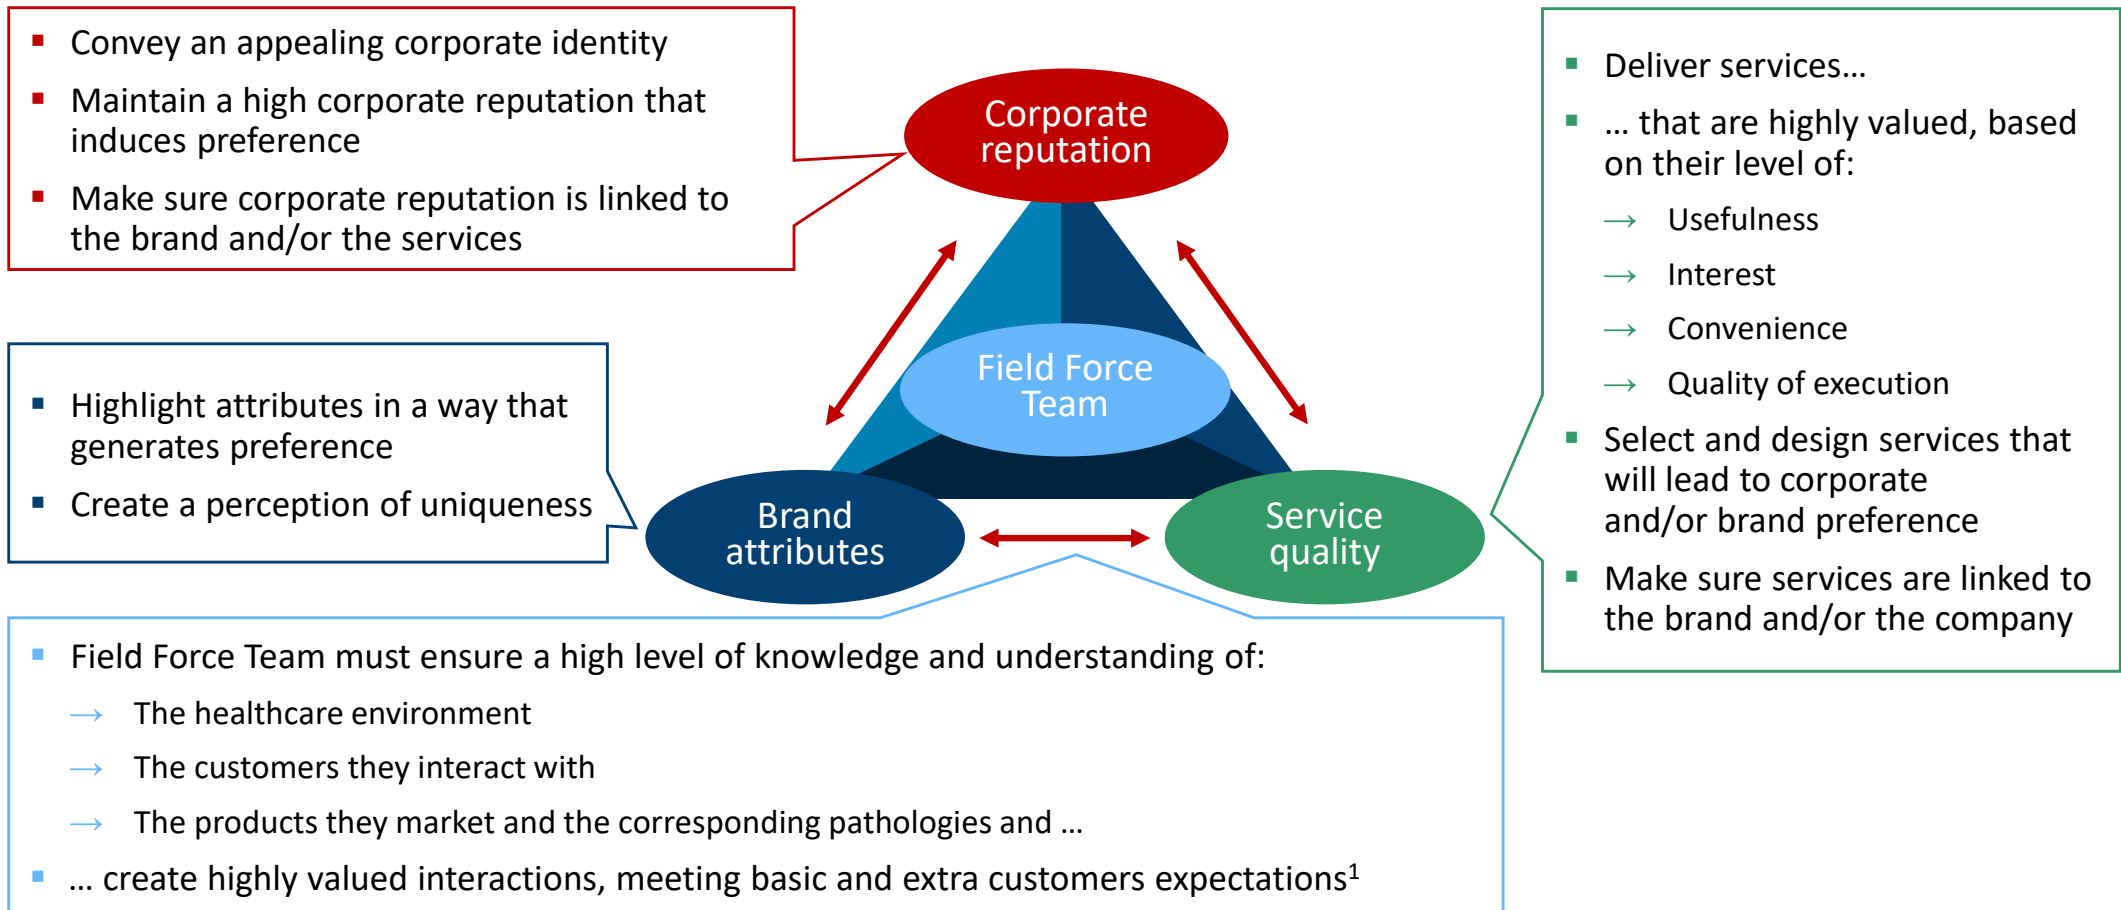 ▪ Convey an appealing corporate identity
▪ Maintain a high corporate reputation that
induces preference
▪ Make sure corporate reputation is linked to
the brand and/or the services
Corporate
reputation
▪ Deliver services…
▪ … that are highly valued, based
on their level of:
→ Usefulness
→ Interest
→ Convenience
→ Quality of execution
▪ Select and design services that
will lead to corporate
and/or brand preference
▪ Make sure services are linked to
the brand and/or the company
▪ Highlight attributes in a way that
generates preference
▪ Create a perception of uniqueness
Field Force
Team
Brand
attributes
Service
quality
▪ Field Force Team must ensure a high level of knowledge and understanding of:
→ The healthcare environment
→ The customers they interact with
→ The products they market and the corresponding pathologies and …
▪ … create highly valued interactions, meeting basic and extra customers expectations¹